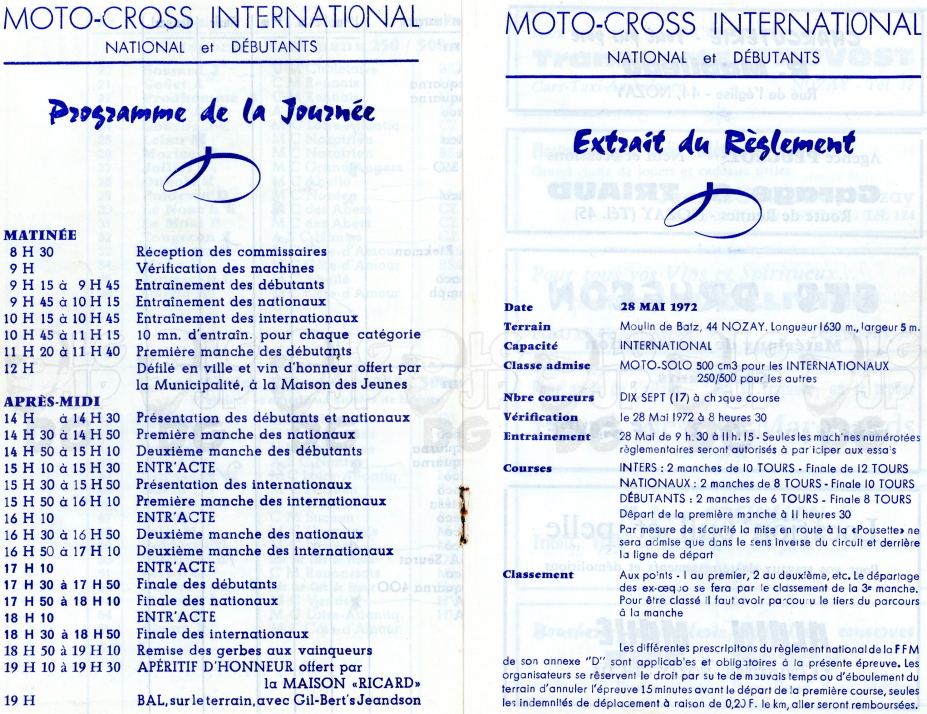 MOTO-CROSS INTERNATIONAL
NATIONAL et DÉBUTANTS
Programme de la Journée
MATINÉE
8 H 30 Réception des commissaires
9 H Vérification des machines
9 H 15 à 9 H 45 Entraînement des débutants
9 H 45 à 10 H 15 Entraînement des nationaux
10 H 15 à 10 H 45 Entraînement des internationaux
10 H 45 à 11 H 15 10 mn. d'entraîn. pour chaque catégorie
11 H 20 à 11 H 40 Première manche des débutants
12 H Défilé en ville et vin d'honneur offert par
la Municipalité, à la Maison des Jeunes
APRÈS-MIDI
14 H à 14 H 30 Présentation des débutants et nationaux
14 H 30 à 14 H 50 Première manche des nationaux
14 H 50 à 15 H 10 Deuxième manche des débutants
15 H 10 à 15 H 30 ENTR'ACTE
15 H 30 à 15 H 50 Présentation des internationaux
15 H 50 à 16 H 10 Première manche des internationaux
16 H 10 ENTR'ACTE
16 H 30 à 16 H 50 Deuxième manche des nationaux
16 H 50 à 17 H 10 Deuxième manche des internationaux
17 H 10 ENTR'ACTE
17 H 30 à 17 H 50 Finale des débutants
17 H 50 à 18 H 10 Finale des nationaux
18 H 10 ENTR'ACTE
18 H 30 à 18 H 50 Finale des internationaux
18 H 50 à 19 H 10 Remise des gerbes aux vainqueurs
19 H 10 à 19 H 30 APÉRITIF D'HONNEUR offert par
la MAISON «RICARD»
19 H BAL, sur le terrain, avec Gil-Bert's Jeandson
MOTO-CROSS INTERNATIONAL
NATIONAL et DÉBUTANTS
Extrait du Règlement
Date 28 MAI 1972
Terrain Moulin de Batz, 44 NOZAY. Longueur 1630 m., largeur 5 m.
Capacité INTERNATIONAL
Classe admise MOTO-SOLO 500 cm3 pour les INTERNATIONAUX
250/500 pour les autres
Nbre coureurs DIX SEPT (17) à chaque course
Vérification le 28 Mai 1972 à 8 heures 30
Entraînement 28 Mai de 9 h. 30 à 11 h. 15 - Seules les mach'nes numérotées
règlementaires seront autorisés à par'iciper aux essa's
Courses INTERS : 2 manches de 10 TOURS - Finale de 12 TOURS
NATIONAUX : 2 manches de 8 TOURS - Finale 10 TOURS
DÉBUTANTS : 2 manches de 6 TOURS - Finale 8 TOURS
Départ de la première manche à 11 heures 30
Par mesure de sécurité la mise en route à la «Pousette» ne
sera admise que dans le sens inverse du circuit et derrière
la ligne de départ
Classement Aux po'nts - 1 au premier, 2 au deux'ème, etc. Le départage
des ex-œquo se fera par le classement de la 3e manche.
Pour être classé il faut avoir parcouru le tiers du parcours
à la manche
Les différentes prescripitons du règlement national de la FFM
de son annexe "D" sont applicab'es et obligatoires à la présente épreuve. Les
organisateurs se réservent le droit par su te de mauvais temps ou d'éboulement du
terrain d'annuler l'épreuve 15 minutes avant le départ de la première course, seules
les indemnités de déplacement à raison de 0,20 F. le km, aller seront remboursées.